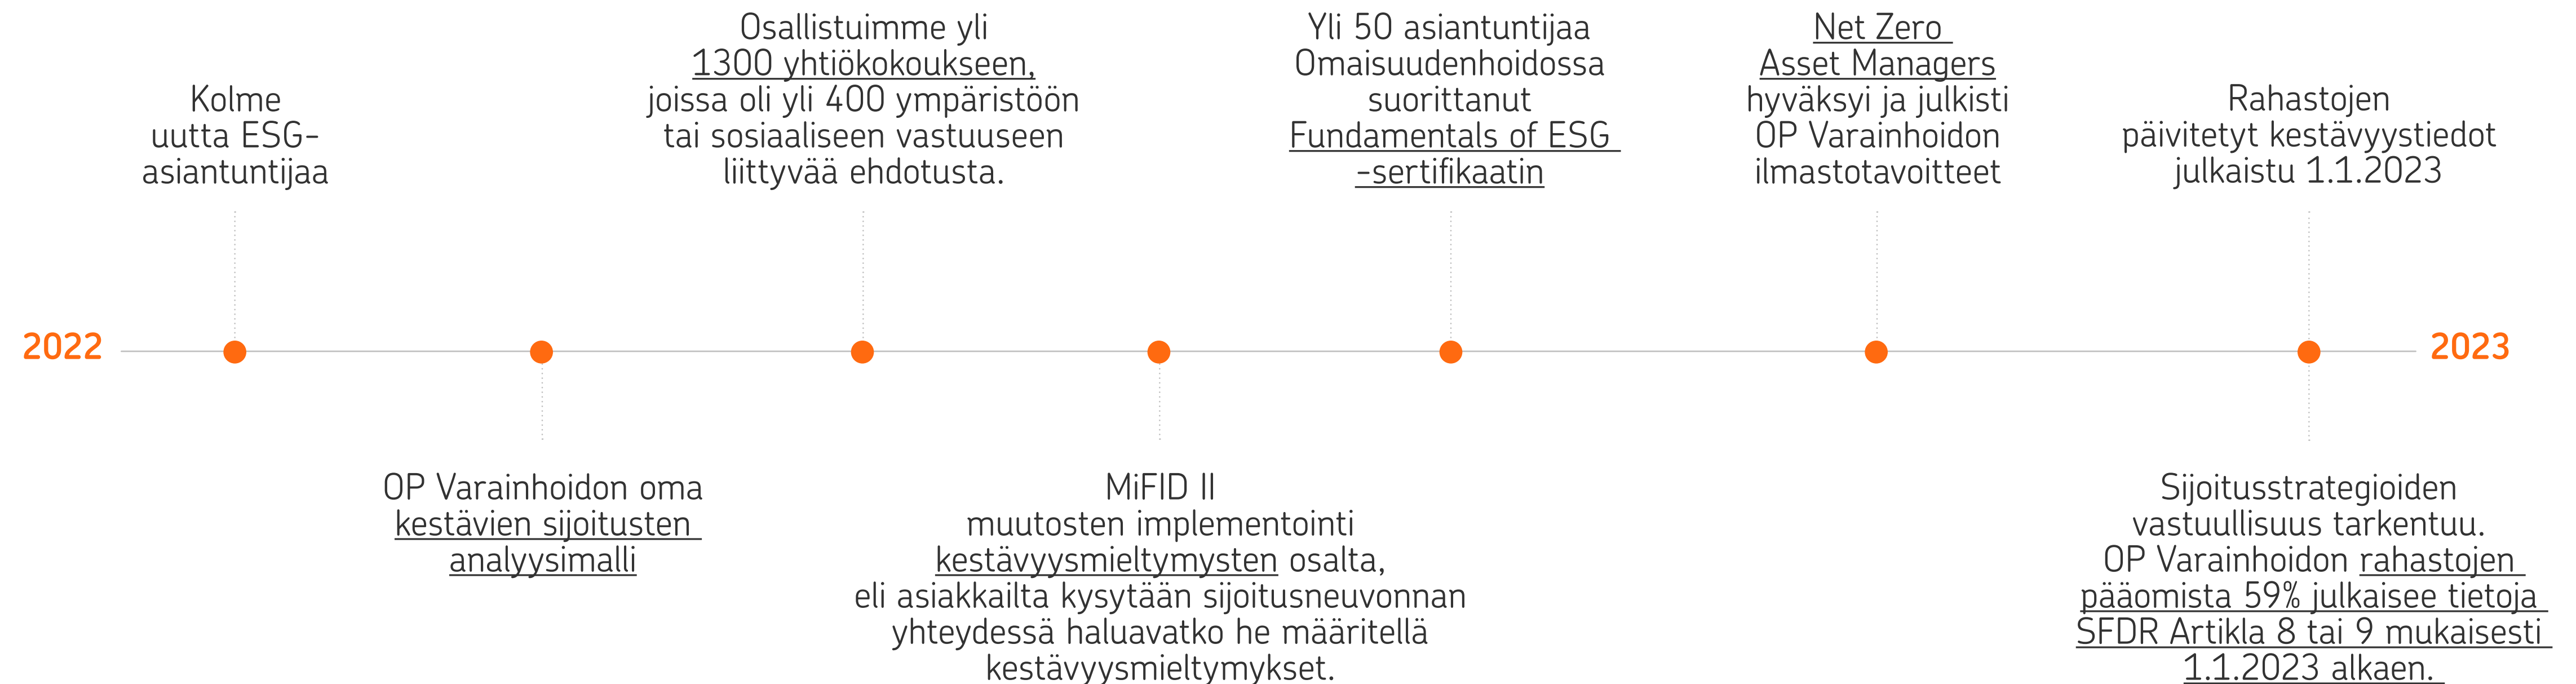 Kolme
uutta ESG-
asiantuntijaa
Osallistuimme yli
1300 yhtiökokoukseen,
joissa oli yli 400 ympäristöön
tai sosiaaliseen vastuuseen
liittyvää ehdotusta.
Yli 50 asiantuntijaa
Omaisuudenhoidossa
suorittanut
Fundamentals of ESG
-sertifikaatin
Net Zero
Asset Managers
hyväksyi ja julkisti
OP Varainhoidon
ilmastotavoitteet
Rahastojen
päivitetyt kestävyystiedot
julkaistu 1.1.2023
2022
2023
OP Varainhoidon oma
kestävien sijoitusten
analyysimalli
MiFID II
muutosten implementointi
kestävyysmieltymysten osalta,
eli asiakkailta kysytään sijoitusneuvonnan
yhteydessä haluavatko he määritellä
kestävyysmieltymykset.
Sijoitusstrategioiden
vastuullisuus tarkentuu.
OP Varainhoidon rahastojen
pääomista 59% julkaisee tietoja
SFDR Artikla 8 tai 9 mukaisesti
1.1.2023 alkaen.